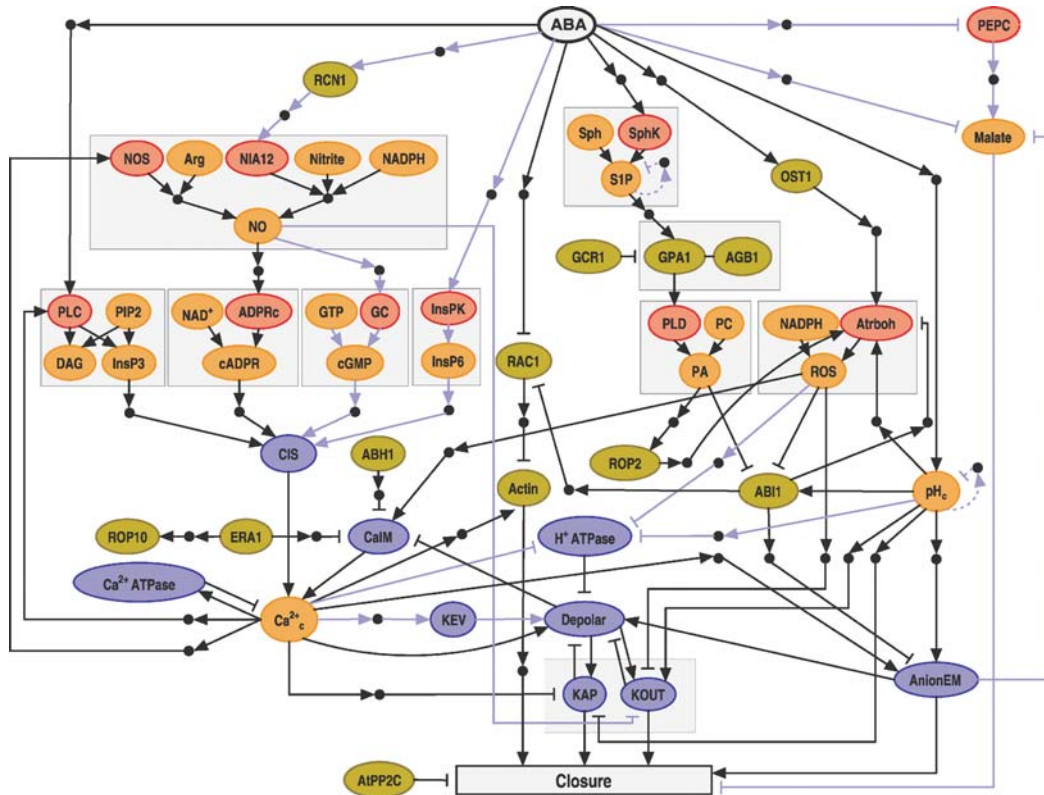 ABA
PEPC
RCN1
Malate
Sph
SphK
NOS
Arg
NIA12
Nitrite
NADPH
S1P
OST1
NO
GCR1
GPA1
AGB1
PLC
PIP2
NAD+
ADPRc
GTP
GC
InsPK
PLD
PC
NADPH
Atrboh
DAG
InsP3
cADPR
cGMP
InsP6
RAC1
PA
ROS
CIS
ABH1
ROP2
Actin
ABI1
pHc
ROP10
ERA1
CaIM
H+ ATPase
Ca2+ ATPase
Ca2+c
KEV
Depolar
AnionEM
KAP
KOUT
AtPP2C
Closure